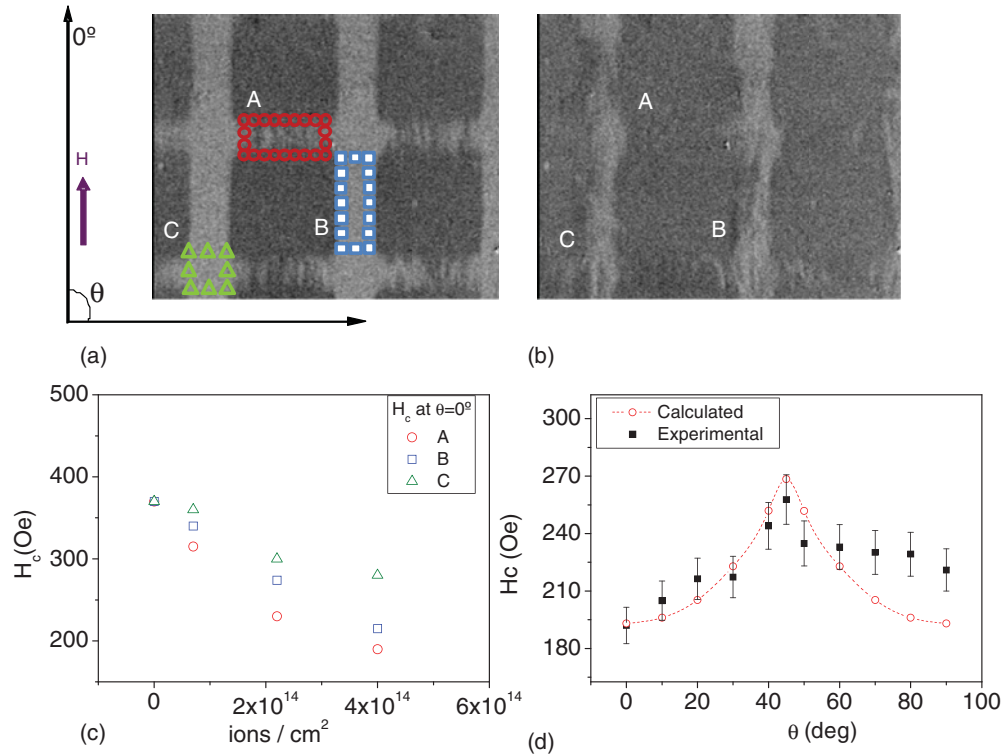 0º
H
θ
A
B
C
A
B
C
(a)
(b)
500
400
300
200
H_c(Oe)
H_c at θ=0º
A
B
C
0
2x10^14
4x10^14
6x10^14
ions / cm^2
(c)
300
270
240
210
180
Hc (Oe)
Calculated
Experimental
0
20
40
60
80
100
θ (deg)
(d)